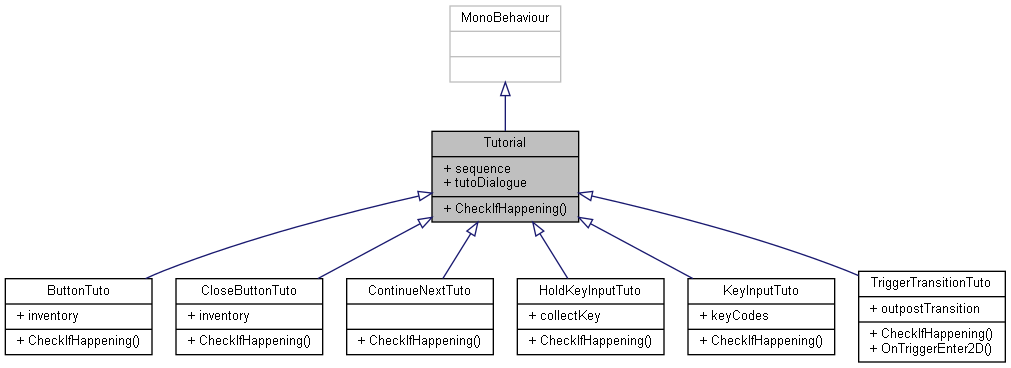 MonoBehaviour
Tutorial
+ sequence
+ tutoDialogue
+ CheckIfHappening()
ButtonTuto
+ inventory
+ CheckIfHappening()
CloseButtonTuto
+ inventory
+ CheckIfHappening()
ContinueNextTuto
+ CheckIfHappening()
HoldKeyInputTuto
+ collectKey
+ CheckIfHappening()
KeyInputTuto
+ keyCodes
+ CheckIfHappening()
TriggerTransitionTuto
+ outpostTransition
+ CheckIfHappening()
+ OnTriggerEnter2D()